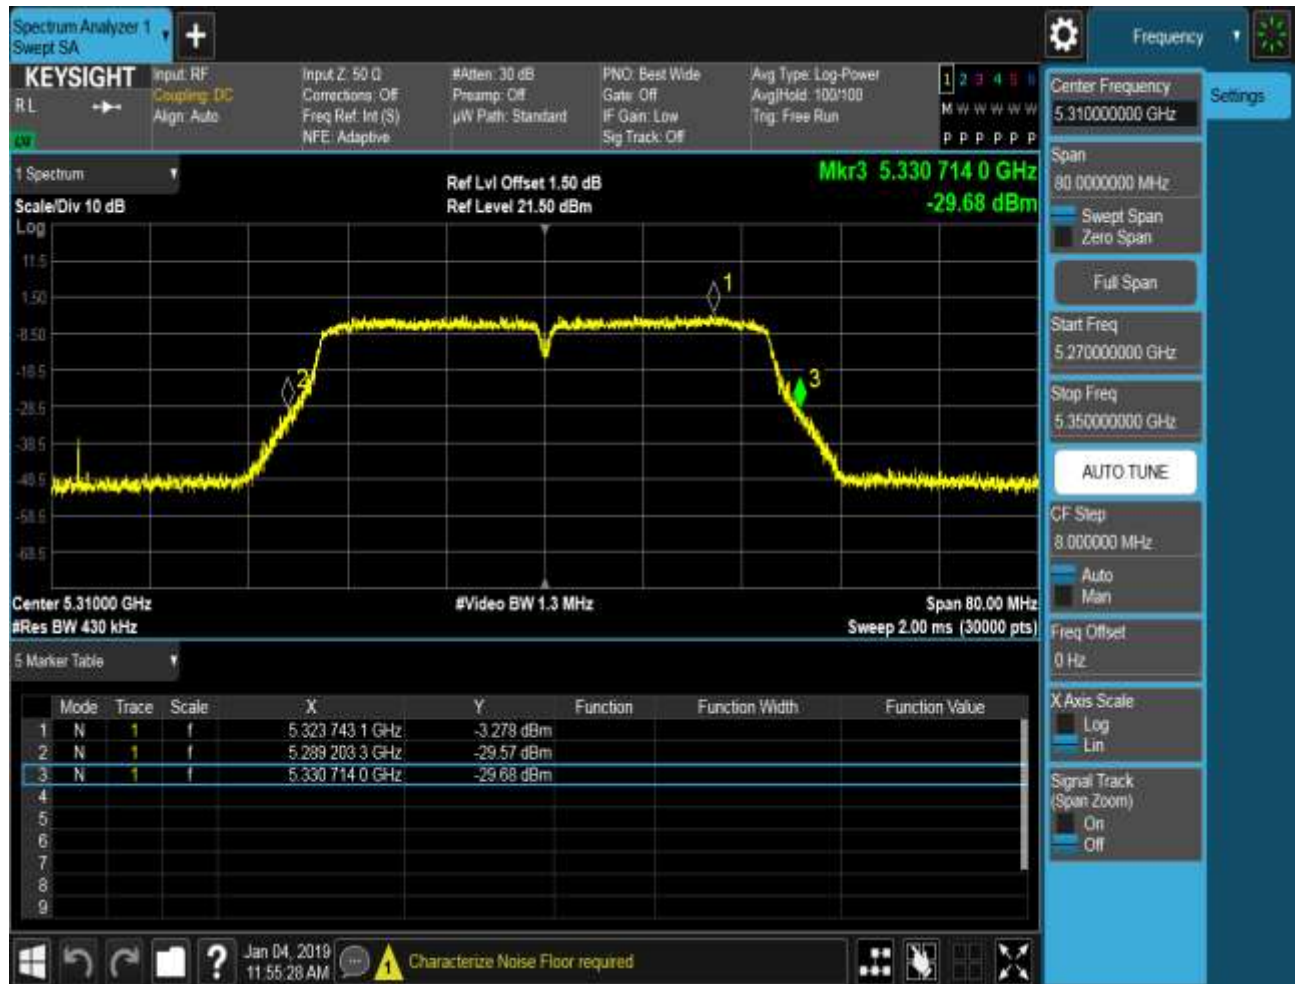 Spectrum Analyzer 1
Swept SA
+
Frequency
KEYSIGHT
RL
Input: RF
Coupling: DC
Align: Auto
Input Z: 50 Ω
Corrections: Off
Freq Ref: Int (S)
NFE: Adaptive
#Atten: 30 dB
Preamp: Off
µW Path: Standard
PNO: Best Wide
Gate: Off
IF Gain: Low
Sig Track: Off
Avg Type: Log-Power
Avg|Hold: 100/100
Trig: Free Run
1 2 3 4 5 6
M W W W W W
P P P P P P
1 Spectrum
Scale/Div 10 dB
Ref Lvl Offset 1.50 dB
Ref Level 21.50 dBm
Mkr3 5.330 714 0 GHz
-29.68 dBm
Log
11.5
1.50
-8.50
-18.5
-28.5
-38.5
-48.5
-58.5
-68.5
1
2
3
Center 5.31000 GHz
#Res BW 430 kHz
#Video BW 1.3 MHz
Span 80.00 MHz
Sweep 2.00 ms (30000 pts)
5 Marker Table
Mode Trace Scale X Y Function Function Width Function Value
1 N 1 f 5.323 743 1 GHz -3.278 dBm
2 N 1 f 5.289 203 3 GHz -29.57 dBm
3 N 1 f 5.330 714 0 GHz -29.68 dBm
4
5
6
7
8
9
?
Jan 04, 2019
11:55:28 AM
1
Characterize Noise Floor required
Center Frequency
5.310000000 GHz
Settings
Span
80.0000000 MHz
Swept Span
Zero Span
Full Span
Start Freq
5.270000000 GHz
Stop Freq
5.350000000 GHz
AUTO TUNE
CF Step
8.000000 MHz
Auto
Man
Freq Offset
0 Hz
X Axis Scale
Log
Lin
Signal Track
(Span Zoom)
On
Off